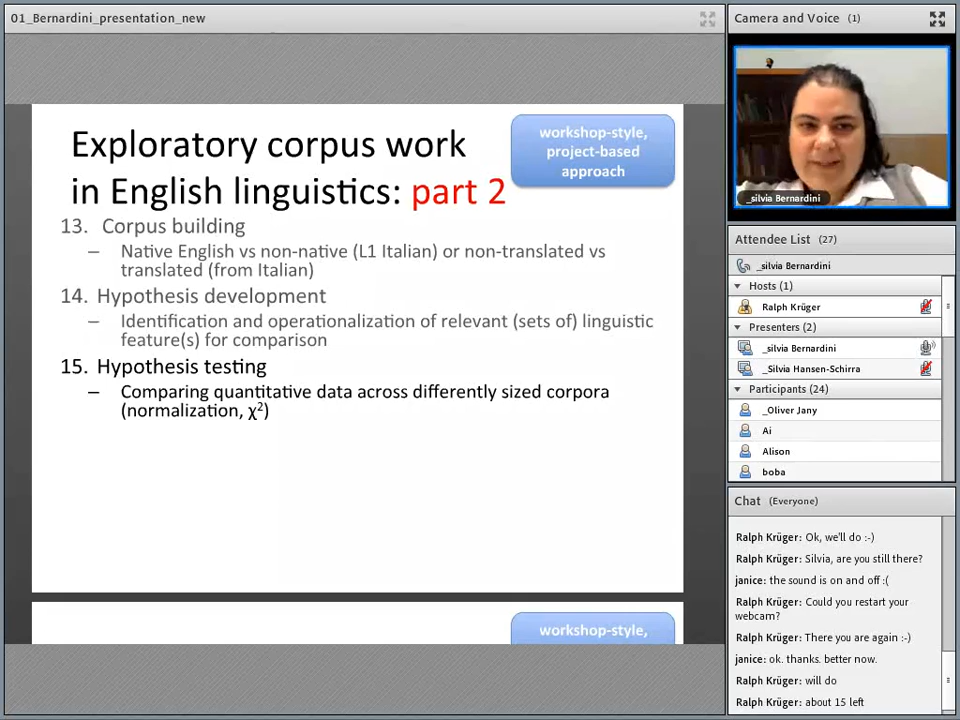 01_Bernardini_presentation_new
Exploratory corpus work
in English linguistics: part 2
workshop-style,
project-based
approach
13. Corpus building
– Native English vs non-native (L1 Italian) or non-translated vs
translated (from Italian)
14. Hypothesis development
– Identification and operationalization of relevant (sets of) linguistic
feature(s) for comparison
15. Hypothesis testing
– Comparing quantitative data across differently sized corpora
(normalization, χ²)
workshop-style,
Camera and Voice (1)
_silvia Bernardini
Attendee List (27)
_silvia Bernardini
Hosts (1)
Ralph Krüger
Presenters (2)
_silvia Bernardini
_Silvia Hansen-Schirra
Participants (24)
_Oliver Jany
Ai
Alison
boba
Chat (Everyone)
Ralph Krüger: Ok, we'll do :-)
Ralph Krüger: Silvia, are you still there?
janice: the sound is on and off :(
Ralph Krüger: Could you restart your
webcam?
Ralph Krüger: There you are again :-)
janice: ok. thanks. better now.
Ralph Krüger: will do
Ralph Krüger: about 15 left